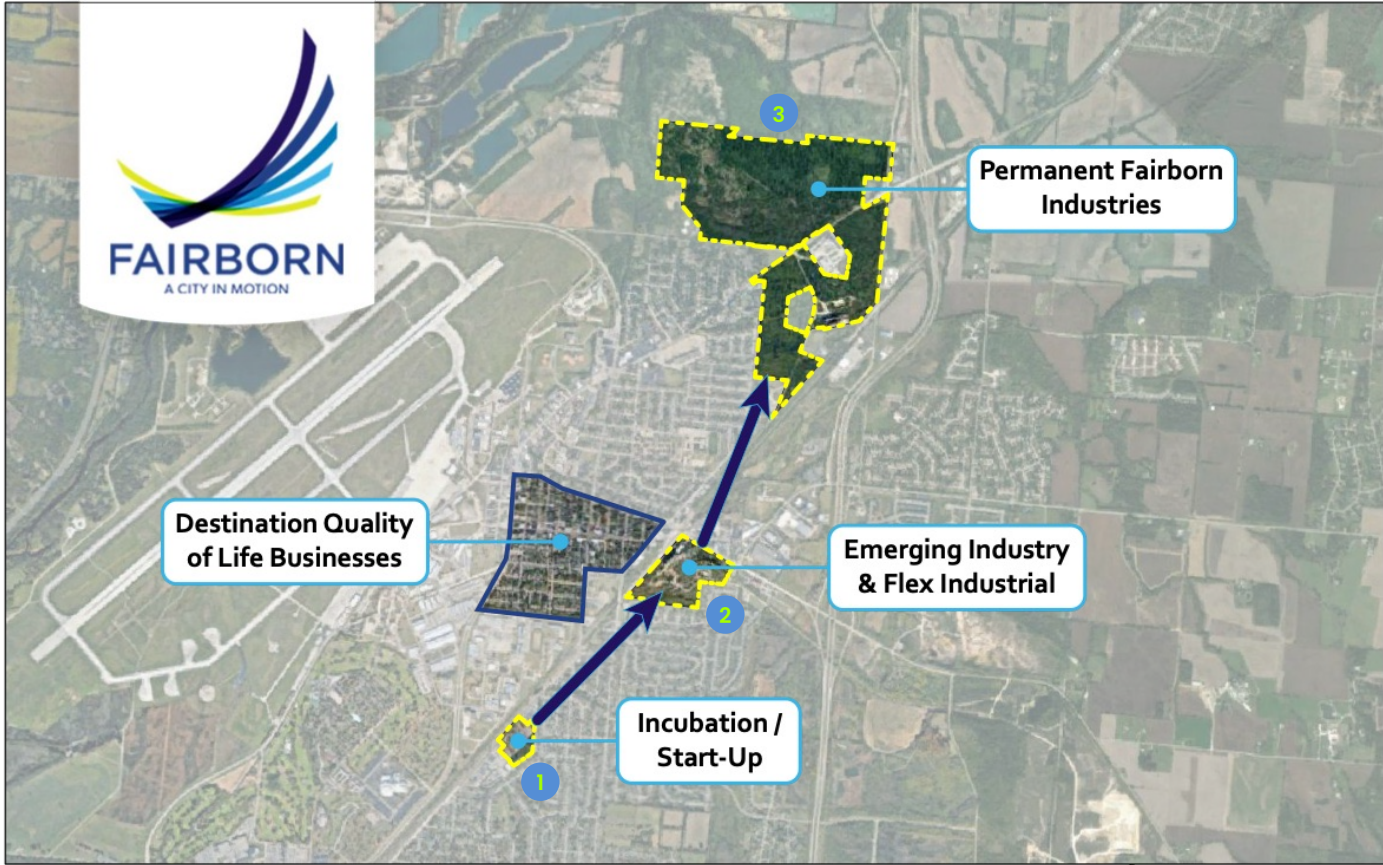 FAIRBORN
A CITY IN MOTION
3
Permanent Fairborn
Industries
Destination Quality
of Life Businesses
Emerging Industry
& Flex Industrial
2
Incubation /
Start-Up
1